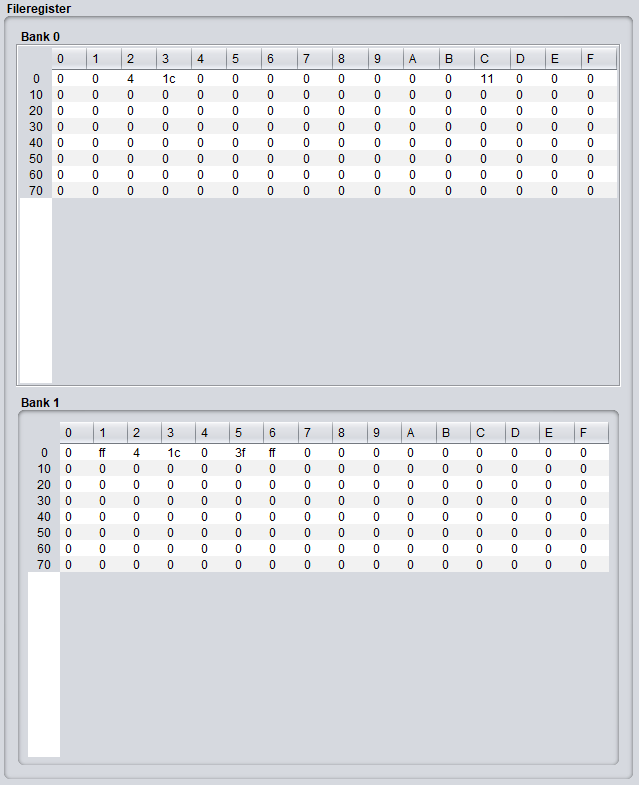 Fileregister
Bank 0
0 1 2 3 4 5 6 7 8 9 A B C D E F
0 0 0 4 1c 0 0 0 0 0 0 0 0 11 0 0 0
10 0 0 0 0 0 0 0 0 0 0 0 0 0 0 0 0
20 0 0 0 0 0 0 0 0 0 0 0 0 0 0 0 0
30 0 0 0 0 0 0 0 0 0 0 0 0 0 0 0 0
40 0 0 0 0 0 0 0 0 0 0 0 0 0 0 0 0
50 0 0 0 0 0 0 0 0 0 0 0 0 0 0 0 0
60 0 0 0 0 0 0 0 0 0 0 0 0 0 0 0 0
70 0 0 0 0 0 0 0 0 0 0 0 0 0 0 0 0
Bank 1
0 1 2 3 4 5 6 7 8 9 A B C D E F
0 0 ff 4 1c 0 3f ff 0 0 0 0 0 0 0 0 0
10 0 0 0 0 0 0 0 0 0 0 0 0 0 0 0 0
20 0 0 0 0 0 0 0 0 0 0 0 0 0 0 0 0
30 0 0 0 0 0 0 0 0 0 0 0 0 0 0 0 0
40 0 0 0 0 0 0 0 0 0 0 0 0 0 0 0 0
50 0 0 0 0 0 0 0 0 0 0 0 0 0 0 0 0
60 0 0 0 0 0 0 0 0 0 0 0 0 0 0 0 0
70 0 0 0 0 0 0 0 0 0 0 0 0 0 0 0 0